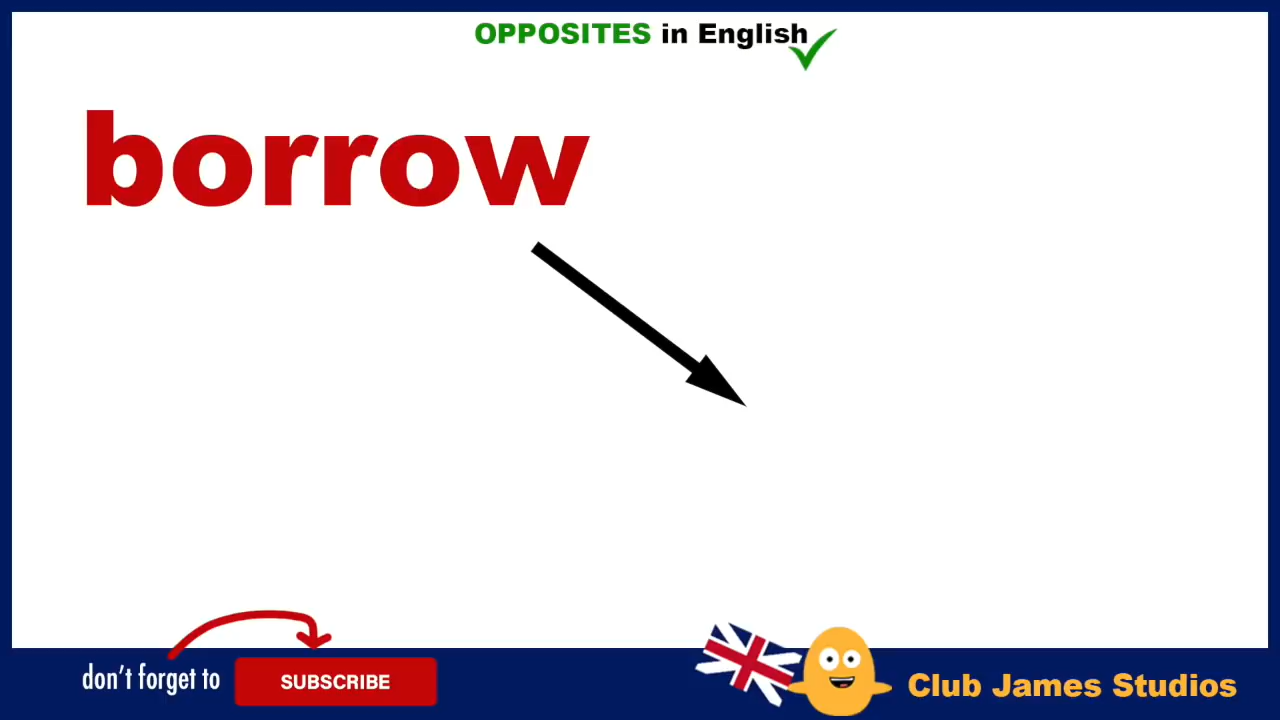 OPPOSITES in English
borrow
don't forget to
SUBSCRIBE
Club James Studios